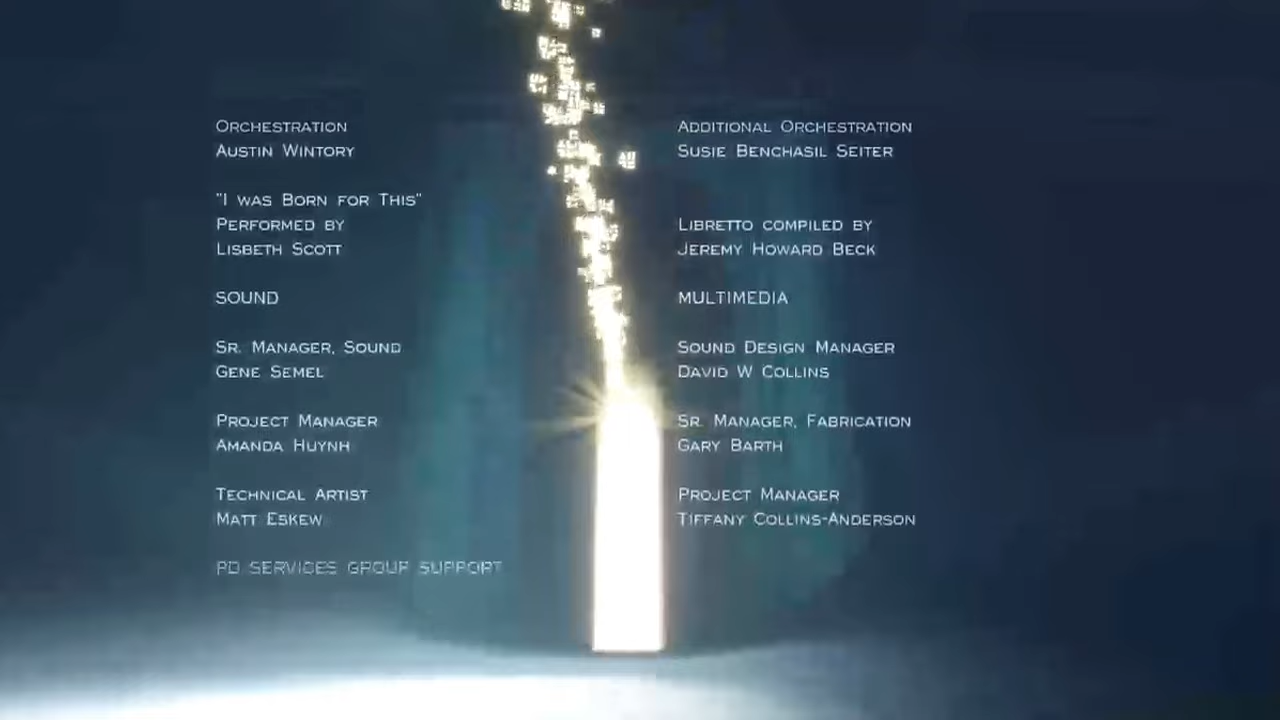 ORCHESTRATION
AUSTIN WINTORY
"I WAS BORN FOR THIS"
PERFORMED BY
LISBETH SCOTT
SOUND
SR. MANAGER, SOUND
GENE SEMEL
PROJECT MANAGER
AMANDA HUYNH
TECHNICAL ARTIST
MATT ESKEW
PD SERVICES GROUP SUPPORT
ADDITIONAL ORCHESTRATION
SUSIE BENCHASIL SEITER
LIBRETTO COMPILED BY
JEREMY HOWARD BECK
MULTIMEDIA
SOUND DESIGN MANAGER
DAVID W COLLINS
SR. MANAGER, FABRICATION
GARY BARTH
PROJECT MANAGER
TIFFANY COLLINS-ANDERSON